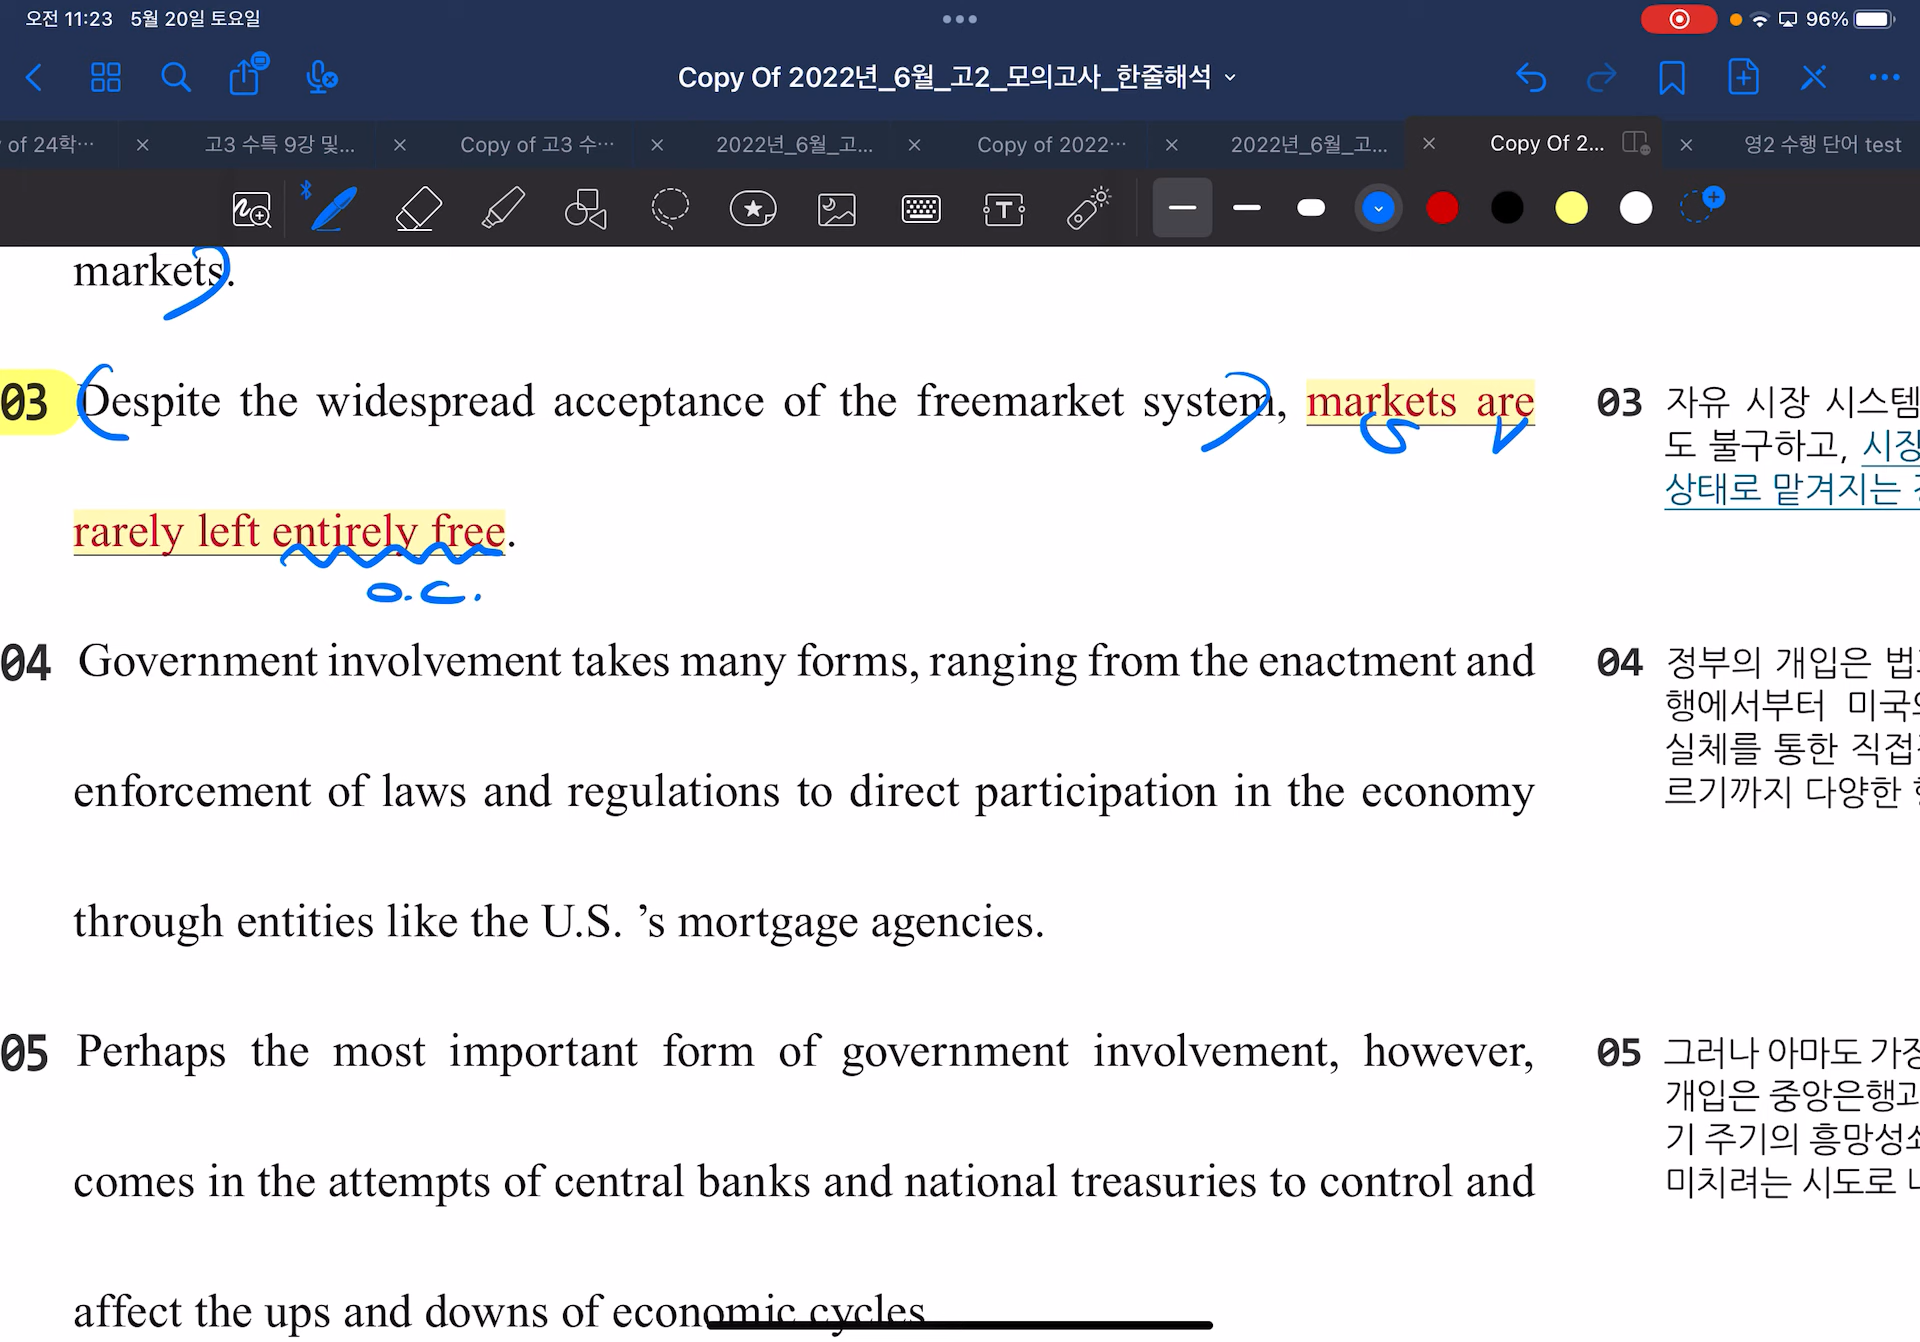 오전 11:23 5월 20일 토요일
96%
Copy Of 2022년_6월_고2_모의고사_한줄해석
of 24학… 고3 수특 9강 및... Copy of 고3 수… 2022년_6월_고... Copy of 2022… 2022년_6월_고... Copy Of 2... 영2 수행 단어 test
markets.
03 Despite the widespread acceptance of the freemarket system, markets are
S V
rarely left entirely free.
o.c.
04 Government involvement takes many forms, ranging from the enactment and
enforcement of laws and regulations to direct participation in the economy
through entities like the U.S. ’s mortgage agencies.
05 Perhaps the most important form of government involvement, however,
comes in the attempts of central banks and national treasuries to control and
affect the ups and downs of economic cycles
03 자유 시장 시스템
도 불구하고, 시장
상태로 맡겨지는
04 정부의 개입은
행에서부터 미국
실체를 통한 직접
르기까지 다양한
05 그러나 아마도 가장
개입은 중앙은행과
기 주기의 흥망성쇠
미치려는 시도로